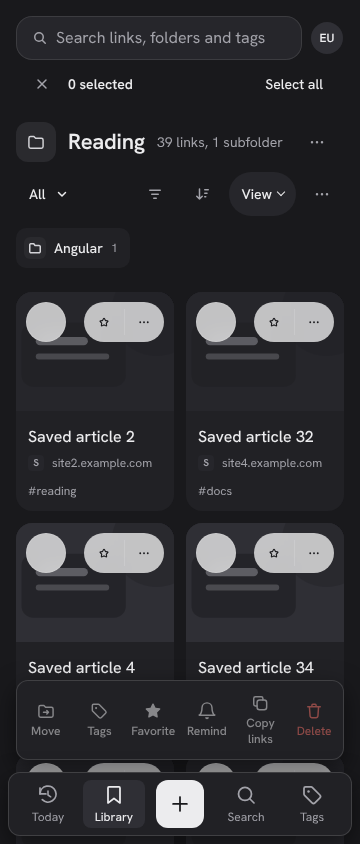 Search links, folders and tags
EU
0 selected
Select all
Reading
39 links, 1 subfolder
All
View
Angular 1
Saved article 2
Saved article 32
S site2.example.com
S site4.example.com
#reading
#docs
Saved article 4
Saved article 34
Move
Tags
Favorite
Remind
Copy links
Delete
Today
Library
Search
Tags